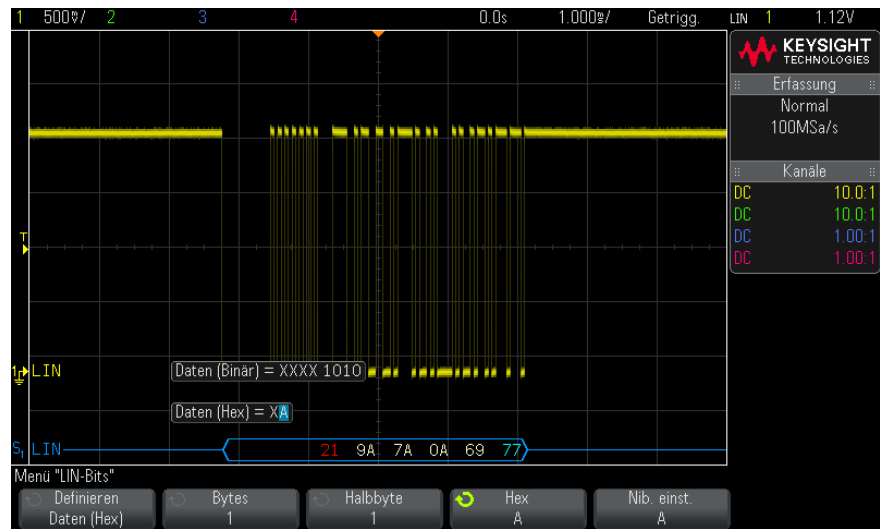 1 500㎷/ 2 3 4 0.0s 1.000㎳/ Getrigg. LIN 1 1.12V
KEYSIGHT
TECHNOLOGIES
Erfassung
Normal
100MSa/s
Kanäle
DC 10.0:1
DC 10.0:1
DC 1.00:1
DC 1.00:1
T
1 LIN
Daten (Binär) = XXXX 1010
Daten (Hex) = XA
S1 LIN 21 9A 7A 0A 69 77
Menü "LIN-Bits"
Definieren Bytes Halbbyte Hex Nib. einst.
Daten (Hex) 1 1 A A